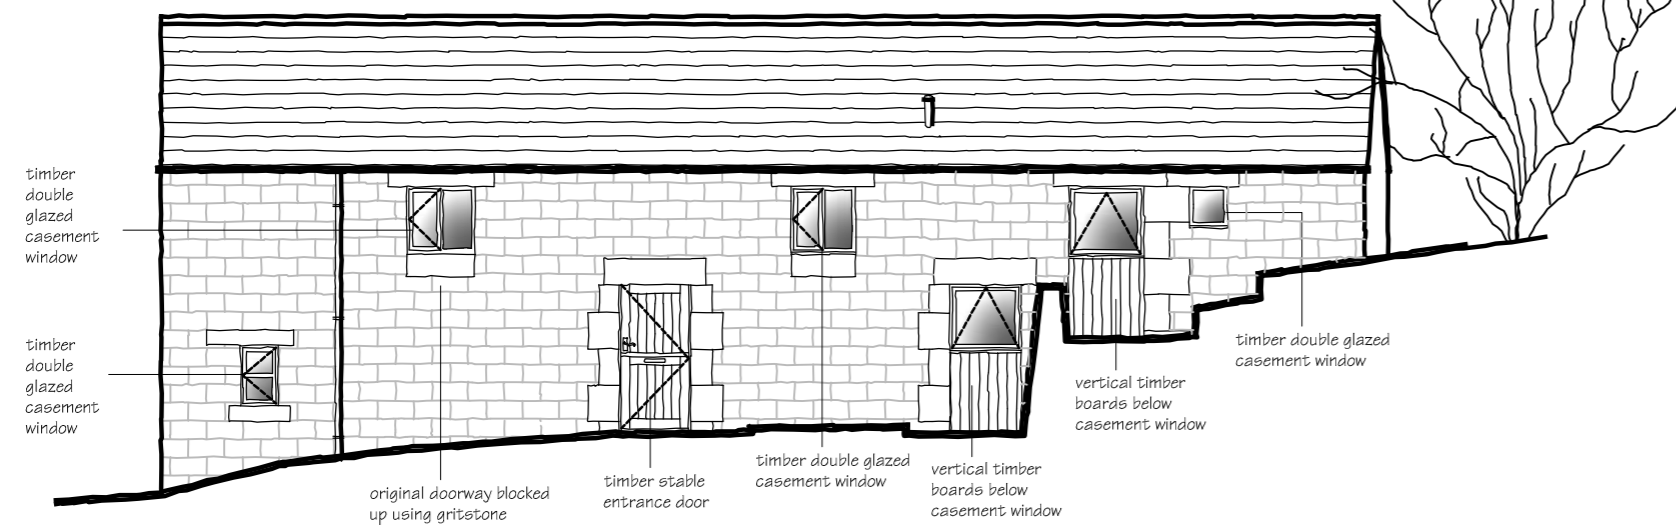 timber
double
glazed
casement
window
timber
double
glazed
casement
window
original doorway blocked
up using gritstone
timber stable
entrance door
timber double glazed
casement window
vertical timber
boards below
casement window
vertical timber
boards below
casement window
timber double glazed
casement window